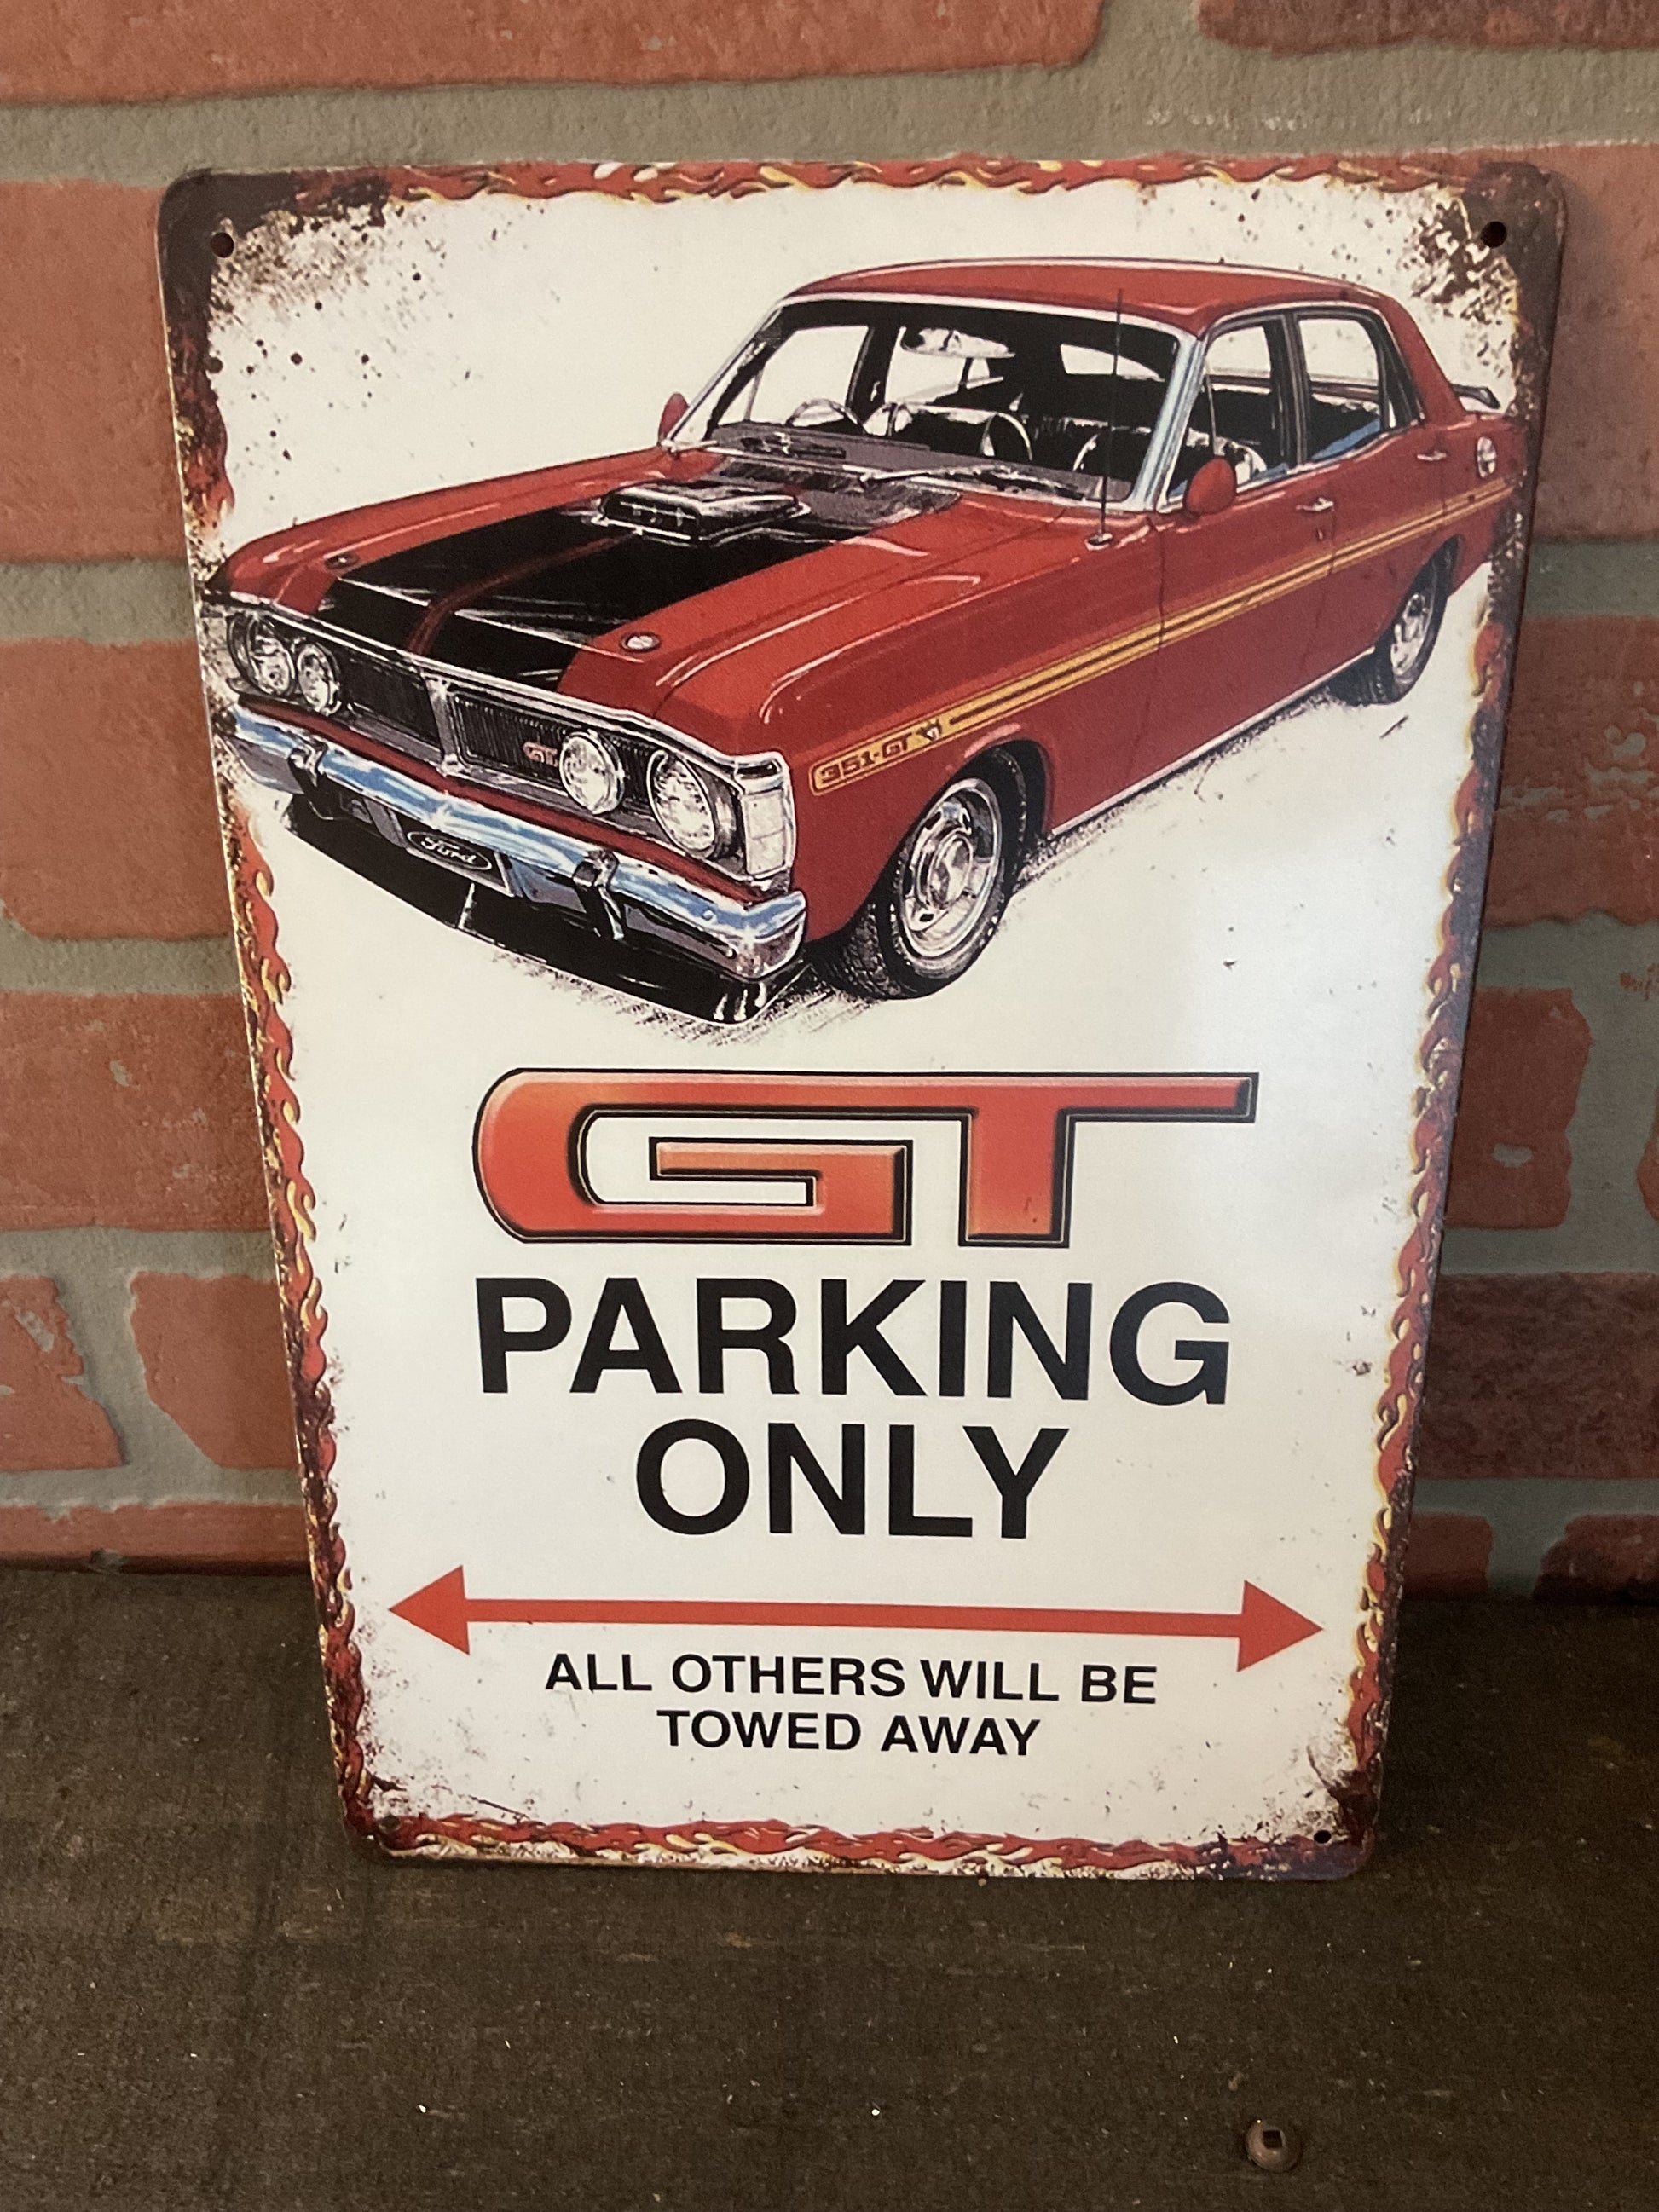 GT
351-GT
Ford
GT
PARKING
ONLY
ALL OTHERS WILL BE
TOWED AWAY